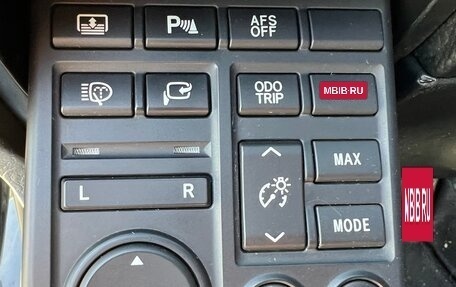 P AFS
OFF
ODO
TRIP
MBIB.RU
MAX
L R
MBIB.RU
MODE